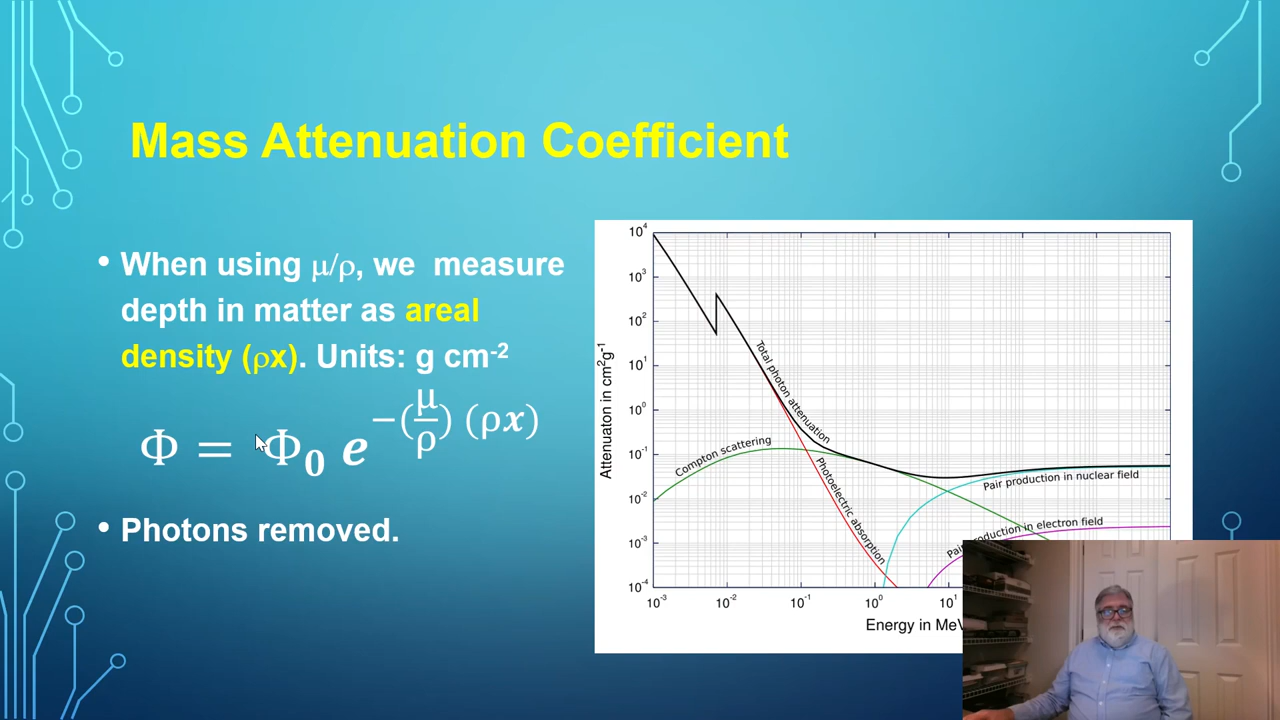 Mass Attenuation Coefficient
• When using μ/ρ, we measure
depth in matter as areal
density (ρx). Units: g cm-2
Φ = Φ0 e−(μ/ρ) (ρx)
• Photons removed.
Attenuaton in cm2g-1
104
103
102
101
100
10-1
10-2
10-3
10-4
Total photon attenuation
Compton scattering
Photoelectric absorption
Pair production in nuclear field
production in electron field
10-3 10-2 10-1 100 101
Energy in MeV